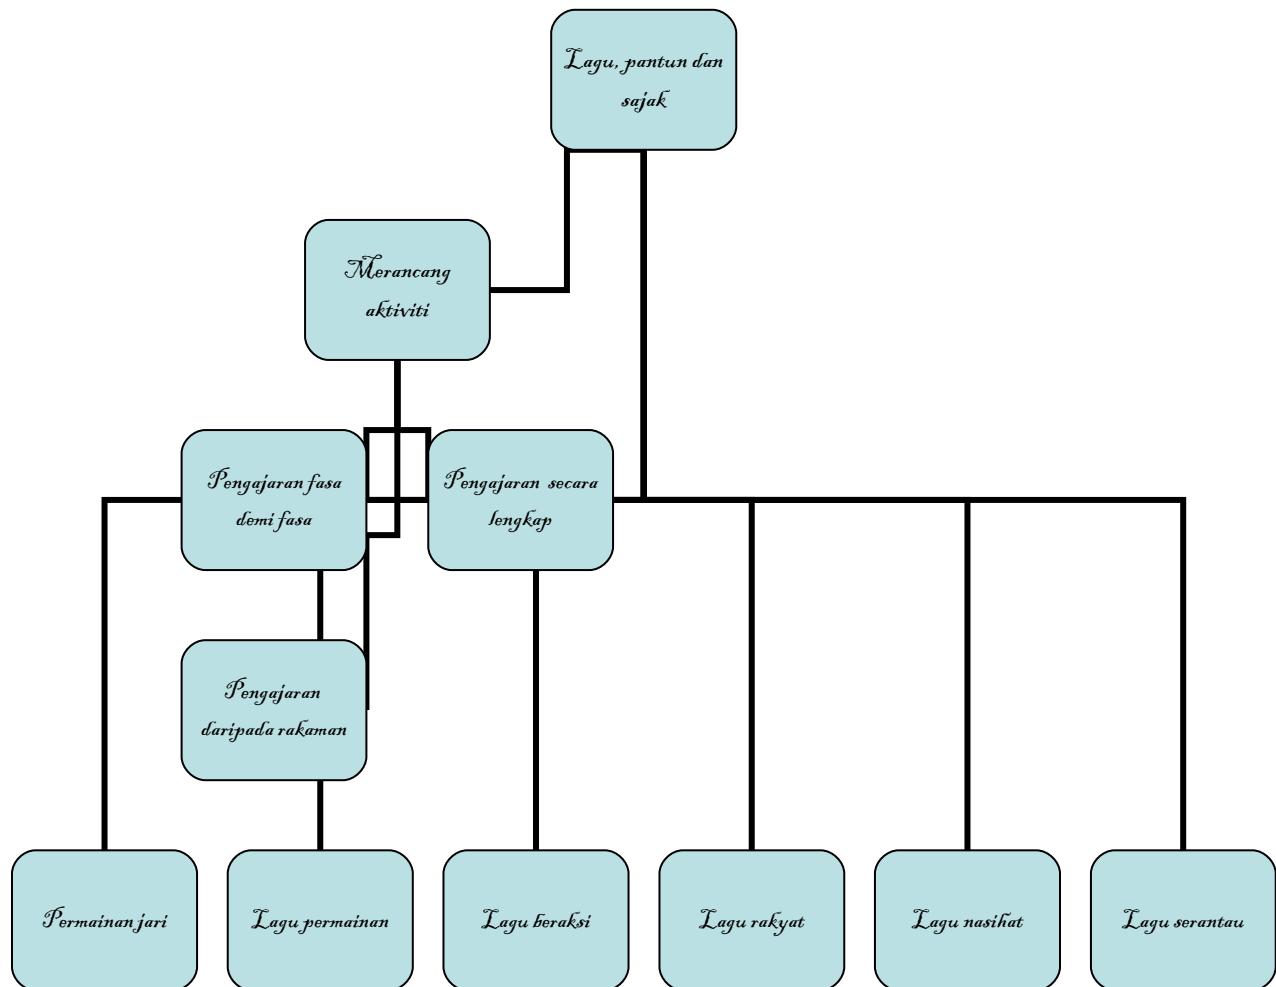 Lagu, pantun dan
sajak
Merancang
aktiviti
Pengajaran fasa
demi fasa
Pengajaran secara
lengkap
Pengajaran
daripada rakaman
Permainan jari
Lagu permainan
Lagu beraksi
Lagu rakyat
Lagu nasihat
Lagu serantau